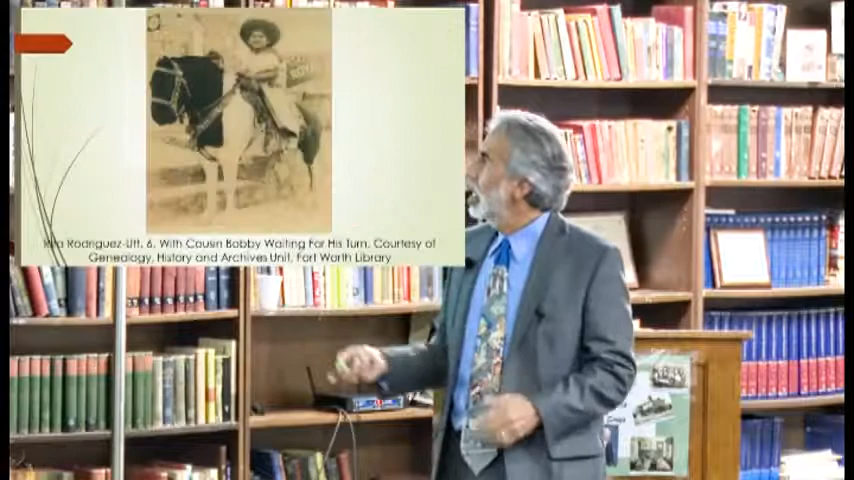 Rodriguez-Utt, 6, With Cousin Bobby Waiting For His Turn, Courtesy of
Genealogy, History and Archives Unit, Fort Worth Library